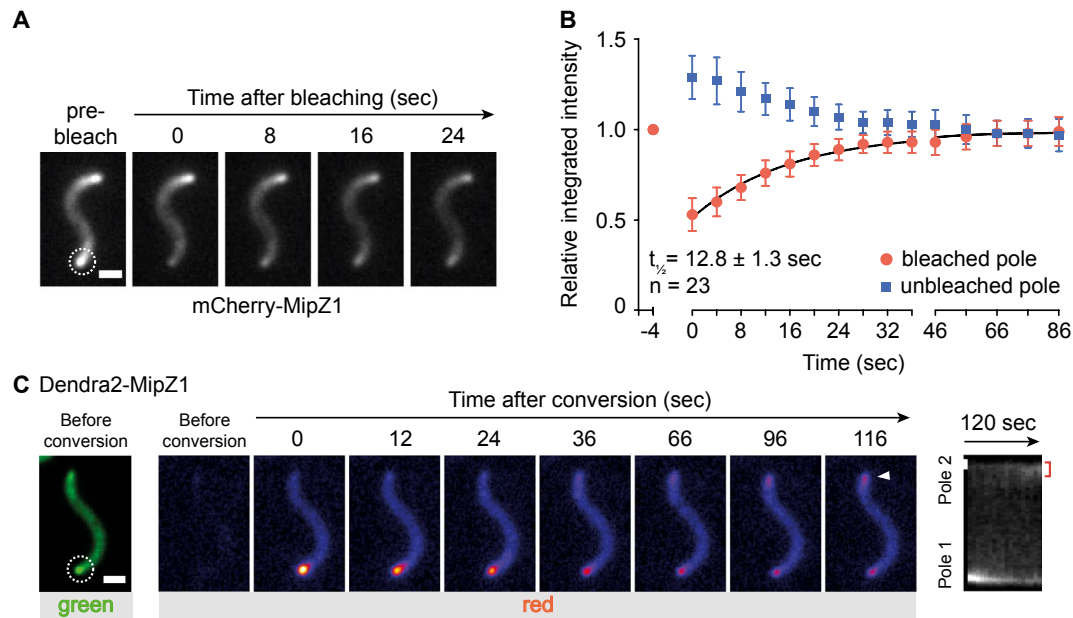 A
Time after bleaching (sec)
pre-
bleach
0
8
16
24
mCherry-MipZ1
B
Relative integrated intensity
1.5
1.0
0.5
0
t½= 12.8 ± 1.3 sec
n = 23
bleached pole
unbleached pole
-4
0
8
16
24
32
46
66
86
Time (sec)
C Dendra2-MipZ1
Before
conversion
Before
conversion
Time after conversion (sec)
0
12
24
36
66
96
116
120 sec
Pole 2
Pole 1
green
red